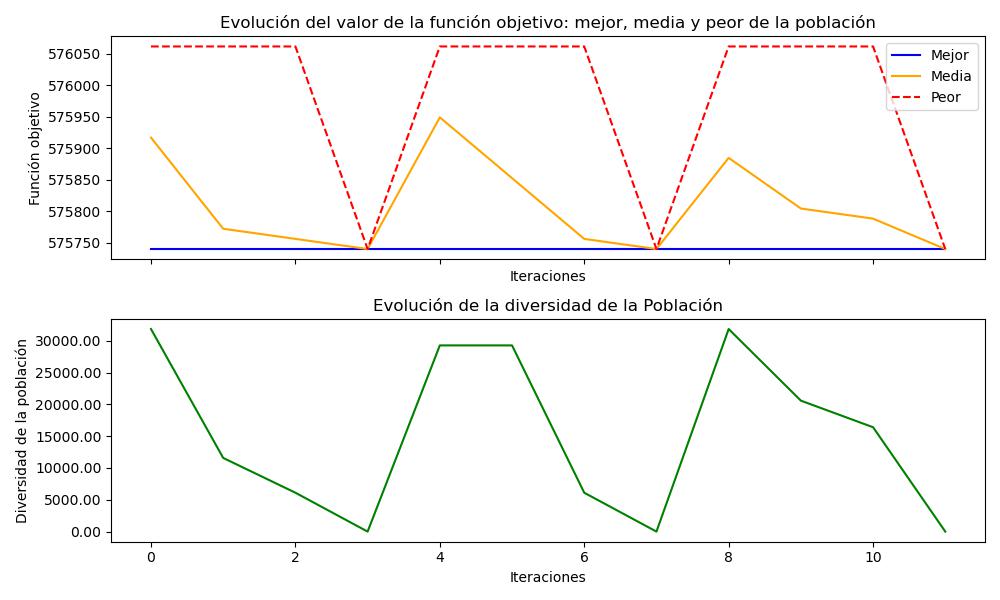 Evolución del valor de la función objetivo: mejor, media y peor de la población
Función objetivo
576050
576000
575950
575900
575850
575800
575750
Mejor
Media
Peor
Iteraciones
Evolución de la diversidad de la Población
Diversidad de la población
30000.00
25000.00
20000.00
15000.00
10000.00
5000.00
0.00
0 2 4 6 8 10
Iteraciones